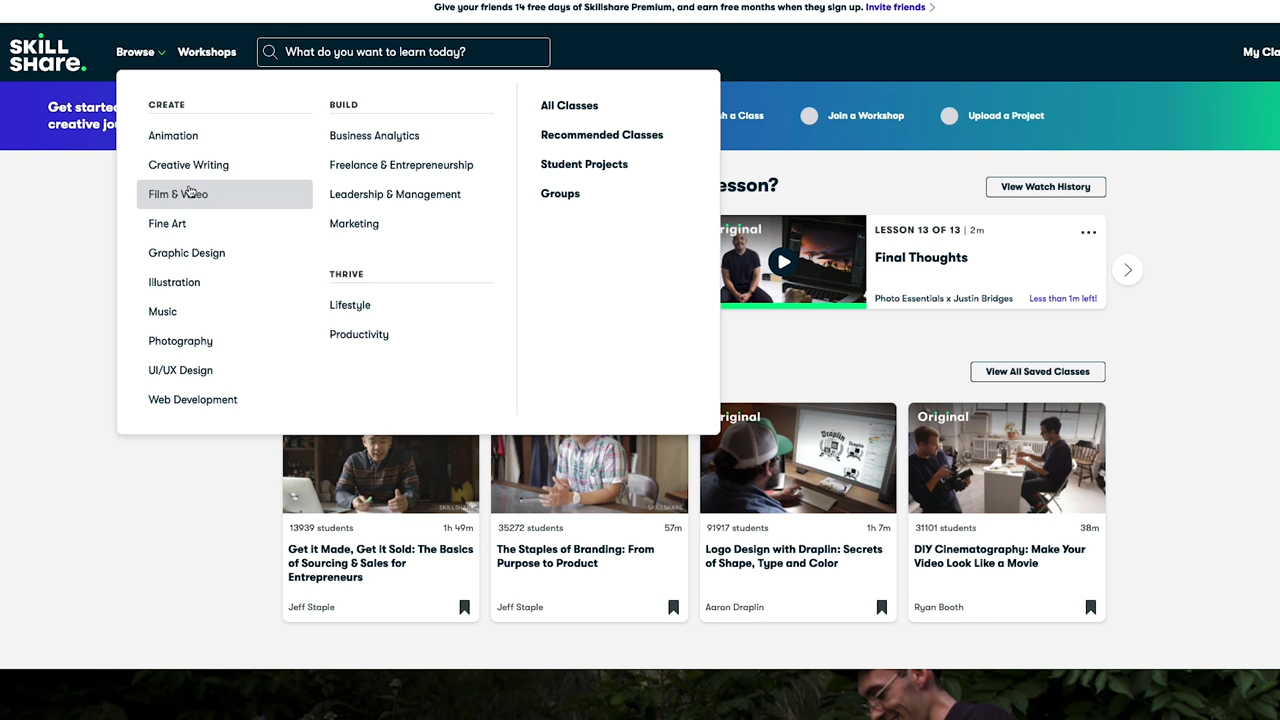 Give your friends 14 free days of Skillshare Premium, and earn free months when they sign up. Invite friends
SKILL
SHARE.
Browse
Workshops
What do you want to learn today?
My Cla
Get starte
creative jou
h a Class
Join a Workshop
Upload a Project
CREATE
Animation
Creative Writing
Film & Video
Fine Art
Graphic Design
Illustration
Music
Photography
UI/UX Design
Web Development
BUILD
Business Analytics
Freelance & Entrepreneurship
Leadership & Management
Marketing
THRIVE
Lifestyle
Productivity
All Classes
Recommended Classes
Student Projects
Groups
esson?
View Watch History
riginal
LESSON 13 OF 13 | 2m
Final Thoughts
Photo Essentials x Justin Bridges
Less than 1m left!
View All Saved Classes
SKILLSHARE
13939 students
1h 49m
Get it Made, Get it Sold: The Basics
of Sourcing & Sales for
Entrepreneurs
Jeff Staple
SKILLSHARE
35272 students
57m
The Staples of Branding: From
Purpose to Product
Jeff Staple
riginal
Draplin
91917 students
1h 7m
Logo Design with Draplin: Secrets
of Shape, Type and Color
Aaron Draplin
Original
31101 students
38m
DIY Cinematography: Make Your
Video Look Like a Movie
Ryan Booth